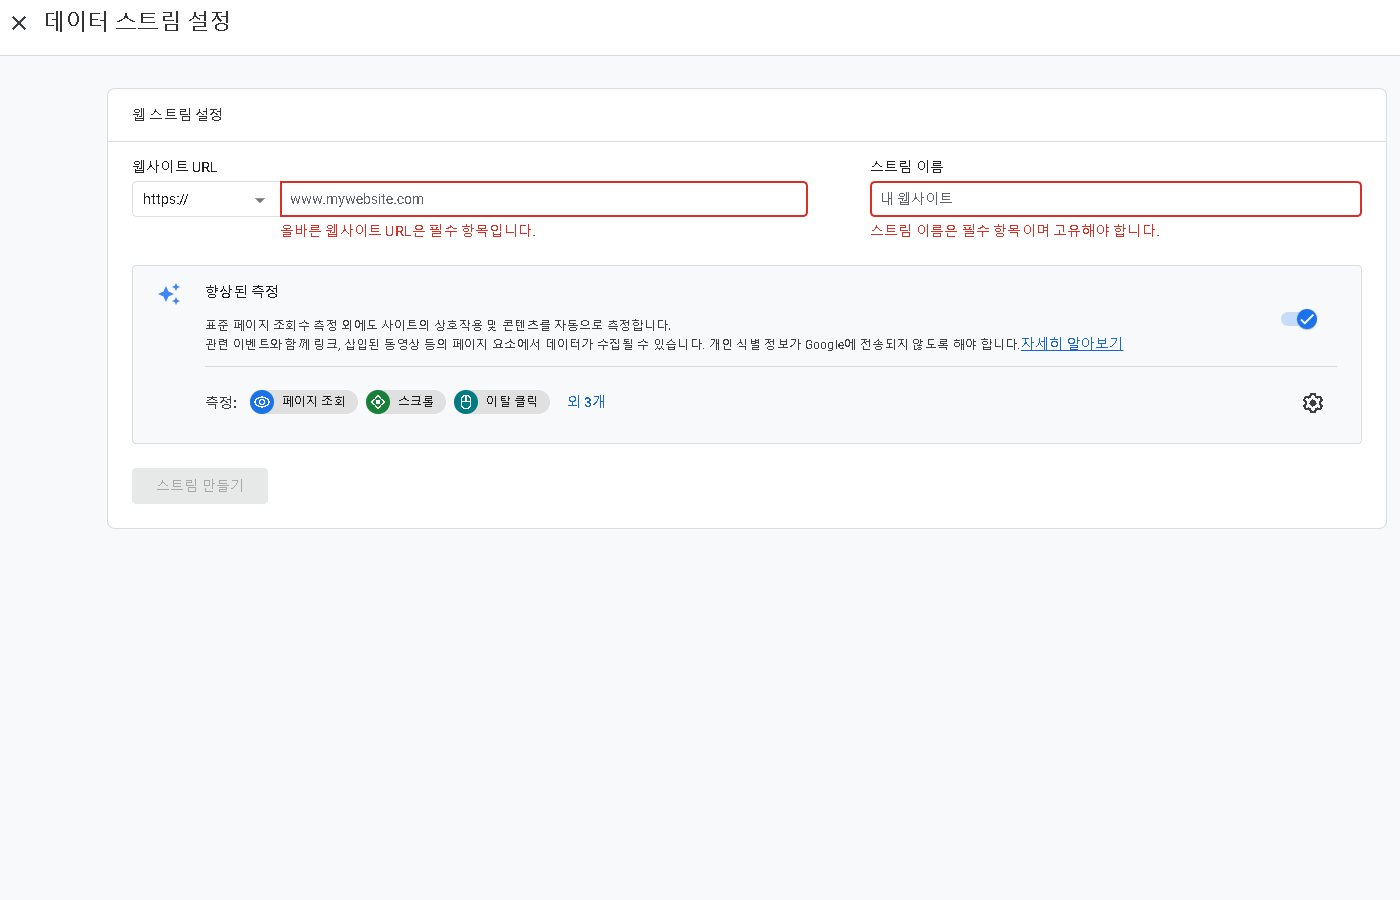 데이터 스트림 설정
웹 스트림 설정
웹사이트 URL
스트림 이름
https://
www.mywebsite.com
내 웹사이트
올바른 웹사이트 URL은 필수 항목입니다.
스트림 이름은 필수 항목이며 고유해야 합니다.
향상된 측정
표준 페이지 조회수 측정 외에도 사이트의 상호작용 및 콘텐츠를 자동으로 측정합니다.
관련 이벤트와 함께 링크, 삽입된 동영상 등의 페이지 요소에서 데이터가 수집될 수 있습니다. 개인 식별 정보가 Google에 전송되지 않도록 해야 합니다.자세히 알아보기
측정: 페이지 조회 스크롤 이탈 클릭 외 3개
스트림 만들기